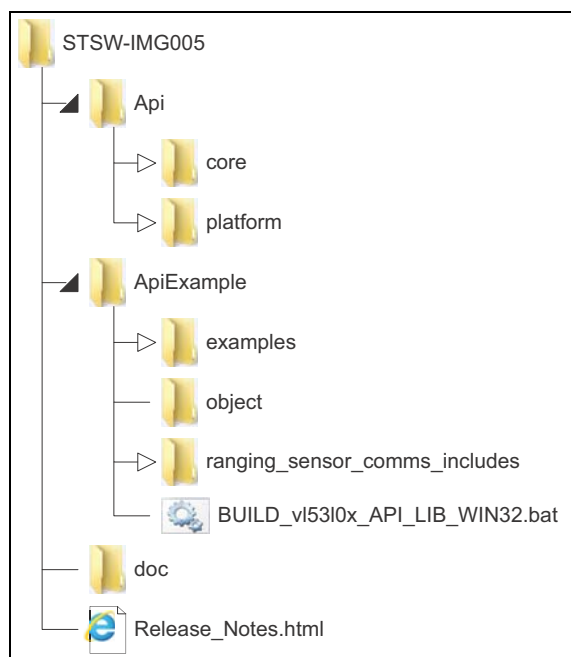 STSW-IMG005
Api
core
platform
ApiExample
examples
object
ranging_sensor_comms_includes
BUILD_vl53l0x_API_LIB_WIN32.bat
doc
Release_Notes.html